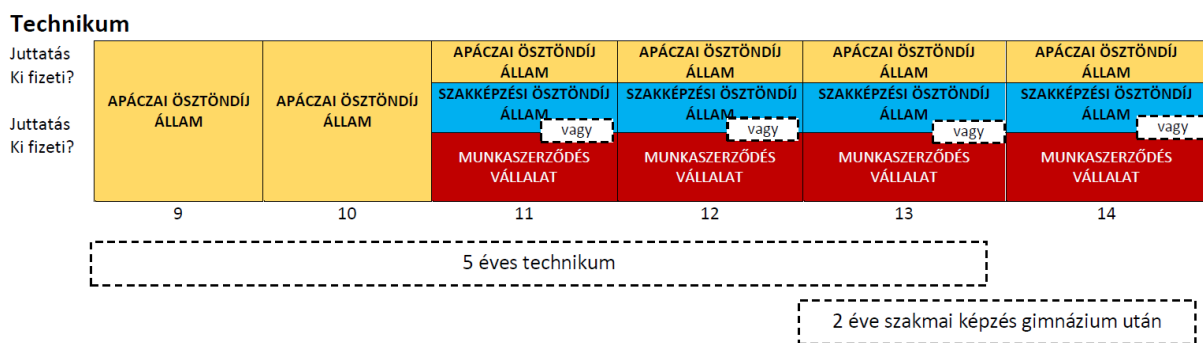 Technikum
Juttatás
Ki fizeti?
Juttatás
Ki fizeti?
APÁCZAI ÖSZTÖNDÍJ
ÁLLAM
APÁCZAI ÖSZTÖNDÍJ
ÁLLAM
APÁCZAI ÖSZTÖNDÍJ
ÁLLAM
APÁCZAI ÖSZTÖNDÍJ
ÁLLAM
APÁCZAI ÖSZTÖNDÍJ
ÁLLAM
APÁCZAI ÖSZTÖNDÍJ
ÁLLAM
SZAKKÉPZÉSI ÖSZTÖNDÍJ
ÁLLAM
SZAKKÉPZÉSI ÖSZTÖNDÍJ
ÁLLAM
SZAKKÉPZÉSI ÖSZTÖNDÍJ
ÁLLAM
SZAKKÉPZÉSI ÖSZTÖNDÍJ
ÁLLAM
vagy
vagy
vagy
vagy
MUNKASZERZŐDÉS
VÁLLALAT
MUNKASZERZŐDÉS
VÁLLALAT
MUNKASZERZŐDÉS
VÁLLALAT
MUNKASZERZŐDÉS
VÁLLALAT
9 10 11 12 13 14
5 éves technikum
2 éve szakmai képzés gimnázium után